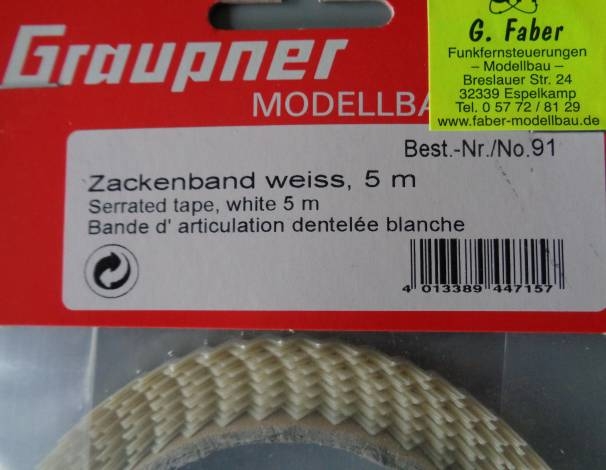 Graupner
MODELLBA
G. Faber
Funkfernsteuerungen
– Modellbau –
Breslauer Str. 24
32339 Espelkamp
Tel. 0 57 72 / 81 29
www.faber-modellbau.de
Best.-Nr./No.91
Zackenband weiss, 5 m
Serrated tape, white 5 m
Bande d' articulation dentelée blanche
4 013389 447157